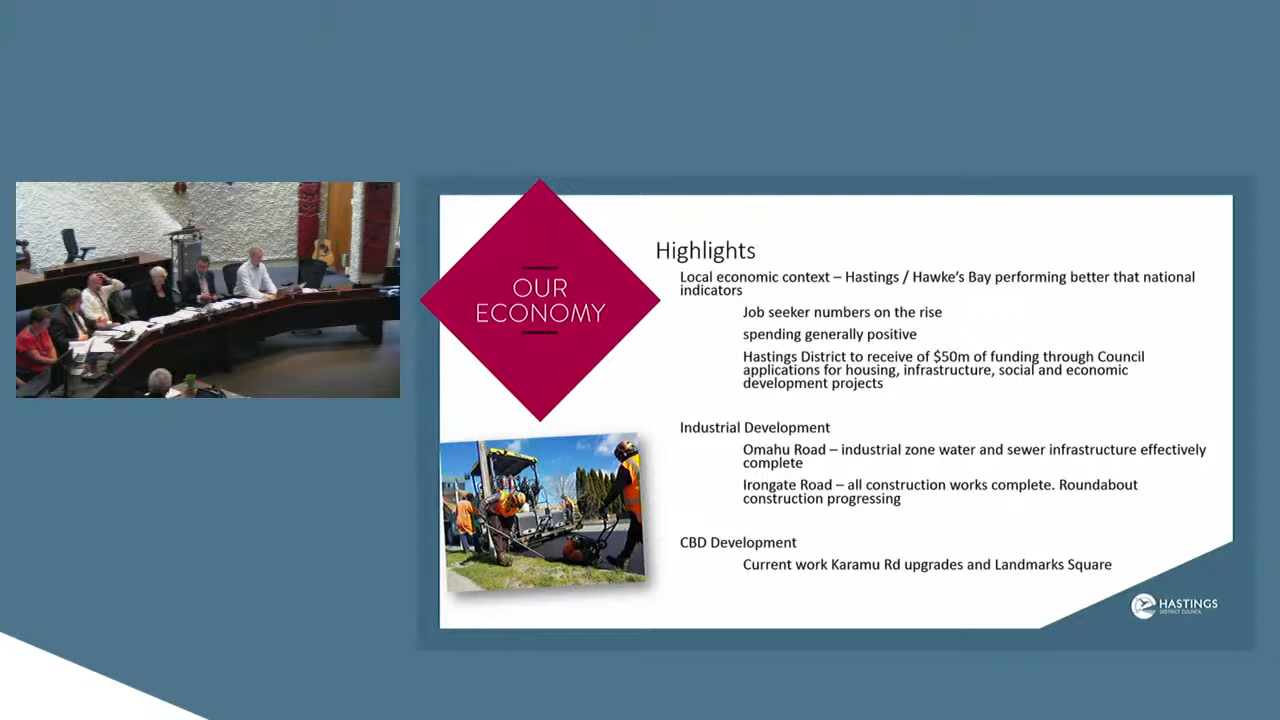 OUR
ECONOMY
Highlights
Local economic context – Hastings / Hawke's Bay performing better that national
indicators
Job seeker numbers on the rise
spending generally positive
Hastings District to receive of $50m of funding through Council
applications for housing, infrastructure, social and economic
development projects
Industrial Development
Omahu Road – industrial zone water and sewer infrastructure effectively
complete
Irongate Road – all construction works complete. Roundabout
construction progressing
CBD Development
Current work Karamu Rd upgrades and Landmarks Square
HASTINGS
DISTRICT COUNCIL